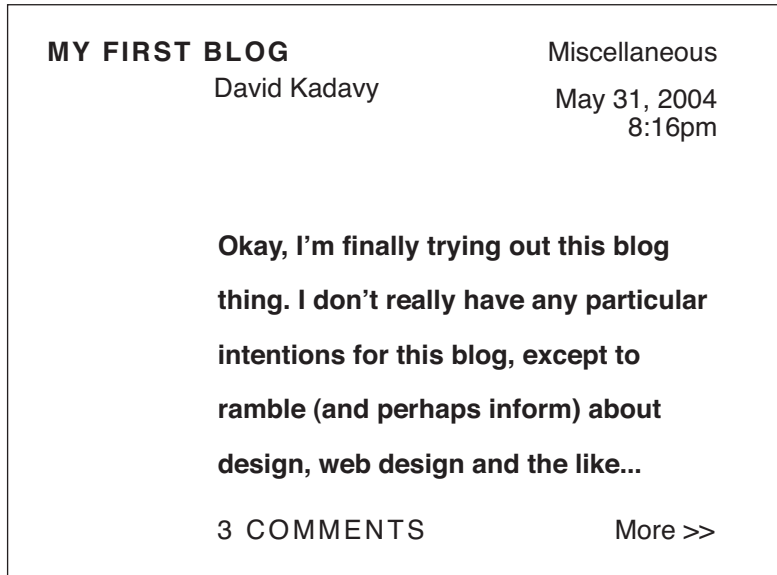 MY FIRST BLOG
David Kadavy
Miscellaneous
May 31, 2004
8:16pm
Okay, I’m finally trying out this blog
thing. I don’t really have any particular
intentions for this blog, except to
ramble (and perhaps inform) about
design, web design and the like...
3 COMMENTS
More >>